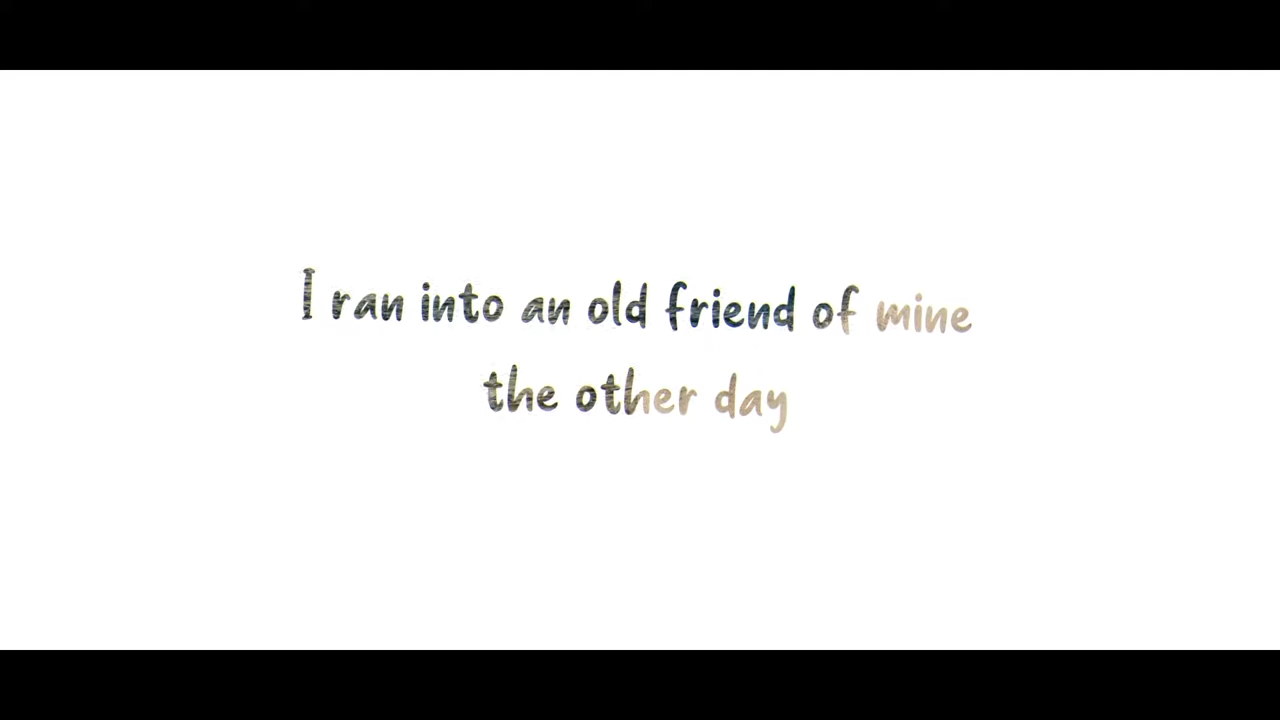 I ran into an old friend of mine
the other day